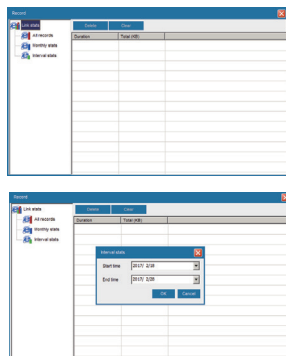 Record
Link stats
All records
Monthly stats
Interval stats
Delete Clear
Duration Total (KB)
Record
Link stats
All records
Monthly stats
Interval stats
Delete Clear
Duration Total (KB)
Interval stats
Start time 2017/ 2/28
End time 2017/ 2/28
OK Cancel